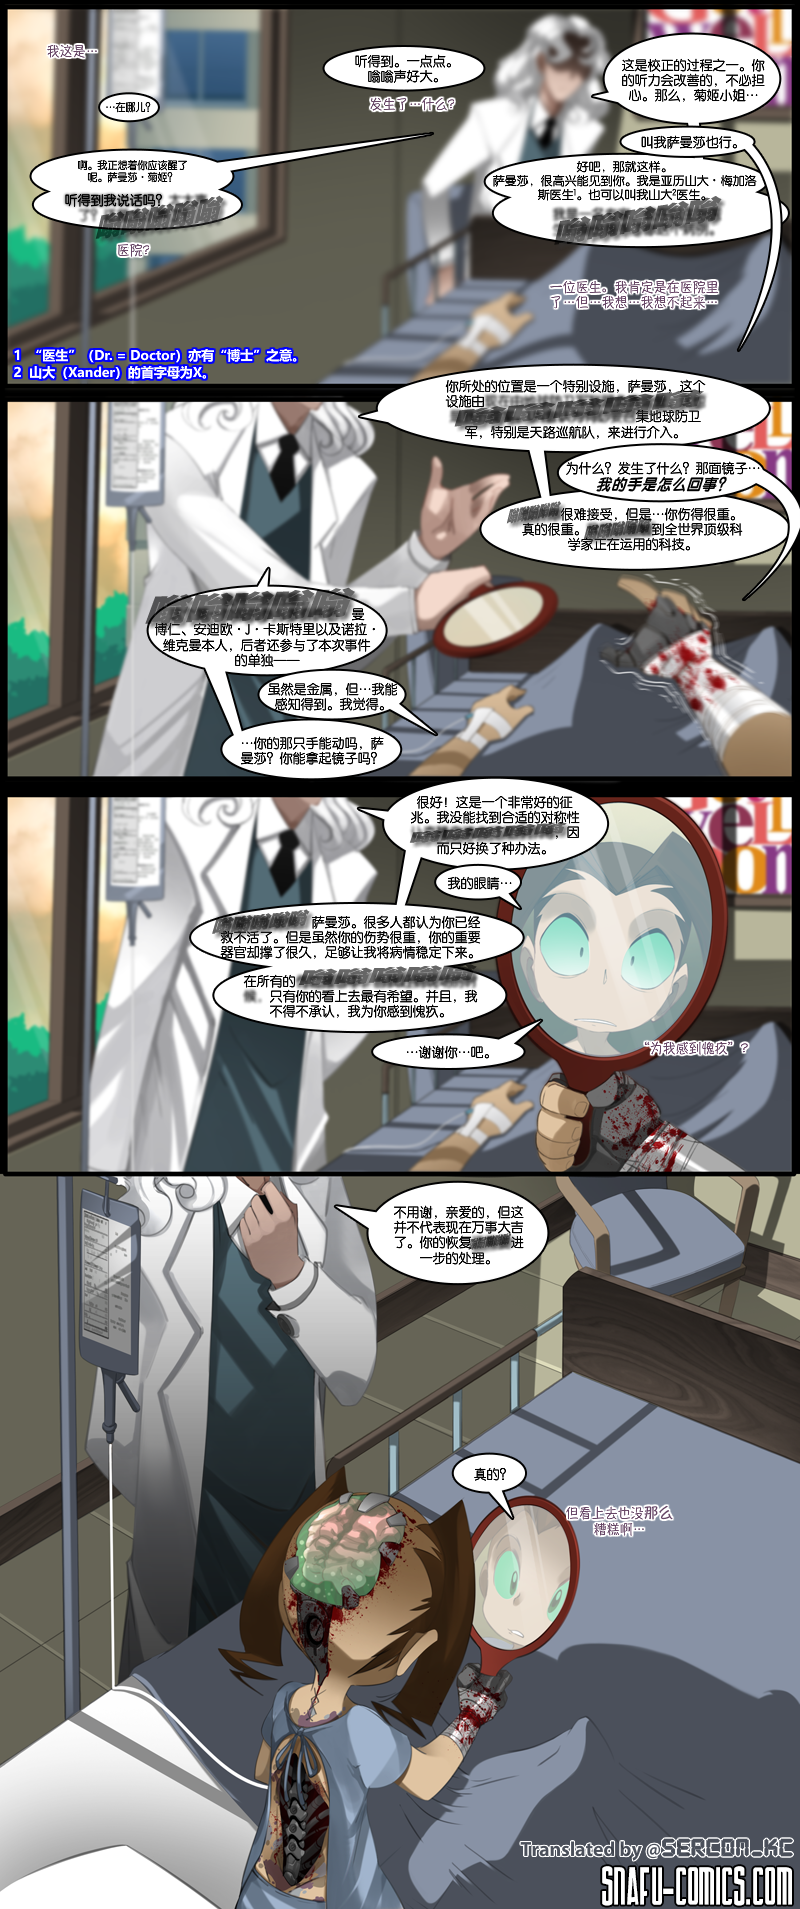 我这是…
…在哪儿？
啊。我正想着你应该醒了
呢。萨曼莎·菊姬？
听得到我说话吗？
医院？
听得到。一点点。
嗡嗡声好大。
发生了…什么？
这是校正的过程之一。你
的听力会改善的，不必担
心。那么，菊姬小姐…
叫我萨曼莎也行。
好吧，那就这样。
萨曼莎，很高兴能见到你。我是亚历山大·梅加洛
斯医生¹。也可以叫我山大²医生。
一位医生。我肯定是在医院里
了…但…我想…我想不起来…
1 “医生”（Dr. = Doctor）亦有“博士”之意。
2 山大（Xander）的首字母为X。
你所处的位置是一个特别设施，萨曼莎，这个
设施由
集地球防卫
军，特别是天路巡航队，来进行介入。
为什么？发生了什么？那面镜子…
我的手是怎么回事？
很难接受，但是…你伤得很重。
真的很重。
到全世界顶级科
学家正在运用的科技。
曼
博仁、安迪欧·J·卡斯特里以及诺拉·
维克曼本人，后者还参与了本次事件
的单独——
虽然是金属，但…我能
感知得到。我觉得。
…你的那只手能动吗，萨
曼莎？你能拿起镜子吗？
很好！这是一个非常好的征
兆。我没能找到合适的对称性
，因
而只好换了种办法。
我的眼睛…
萨曼莎。很多人都认为你已经
救不活了。但是虽然你的伤势很重，你的重要
器官却撑了很久，足够让我将病情稳定下来。
在所有的
候，只有你的看上去最有希望。并且，我
不得不承认，我为你感到愧疚。
…谢谢你…吧。
“为我感到愧疚”？
不用谢，亲爱的，但这
并不代表现在万事大吉
了。你的恢复
进
一步的处理。
真的？
但看上去也没那么
糟糕啊…
Translated by @SERCOM_KC
SNAFU-COMICS.COM